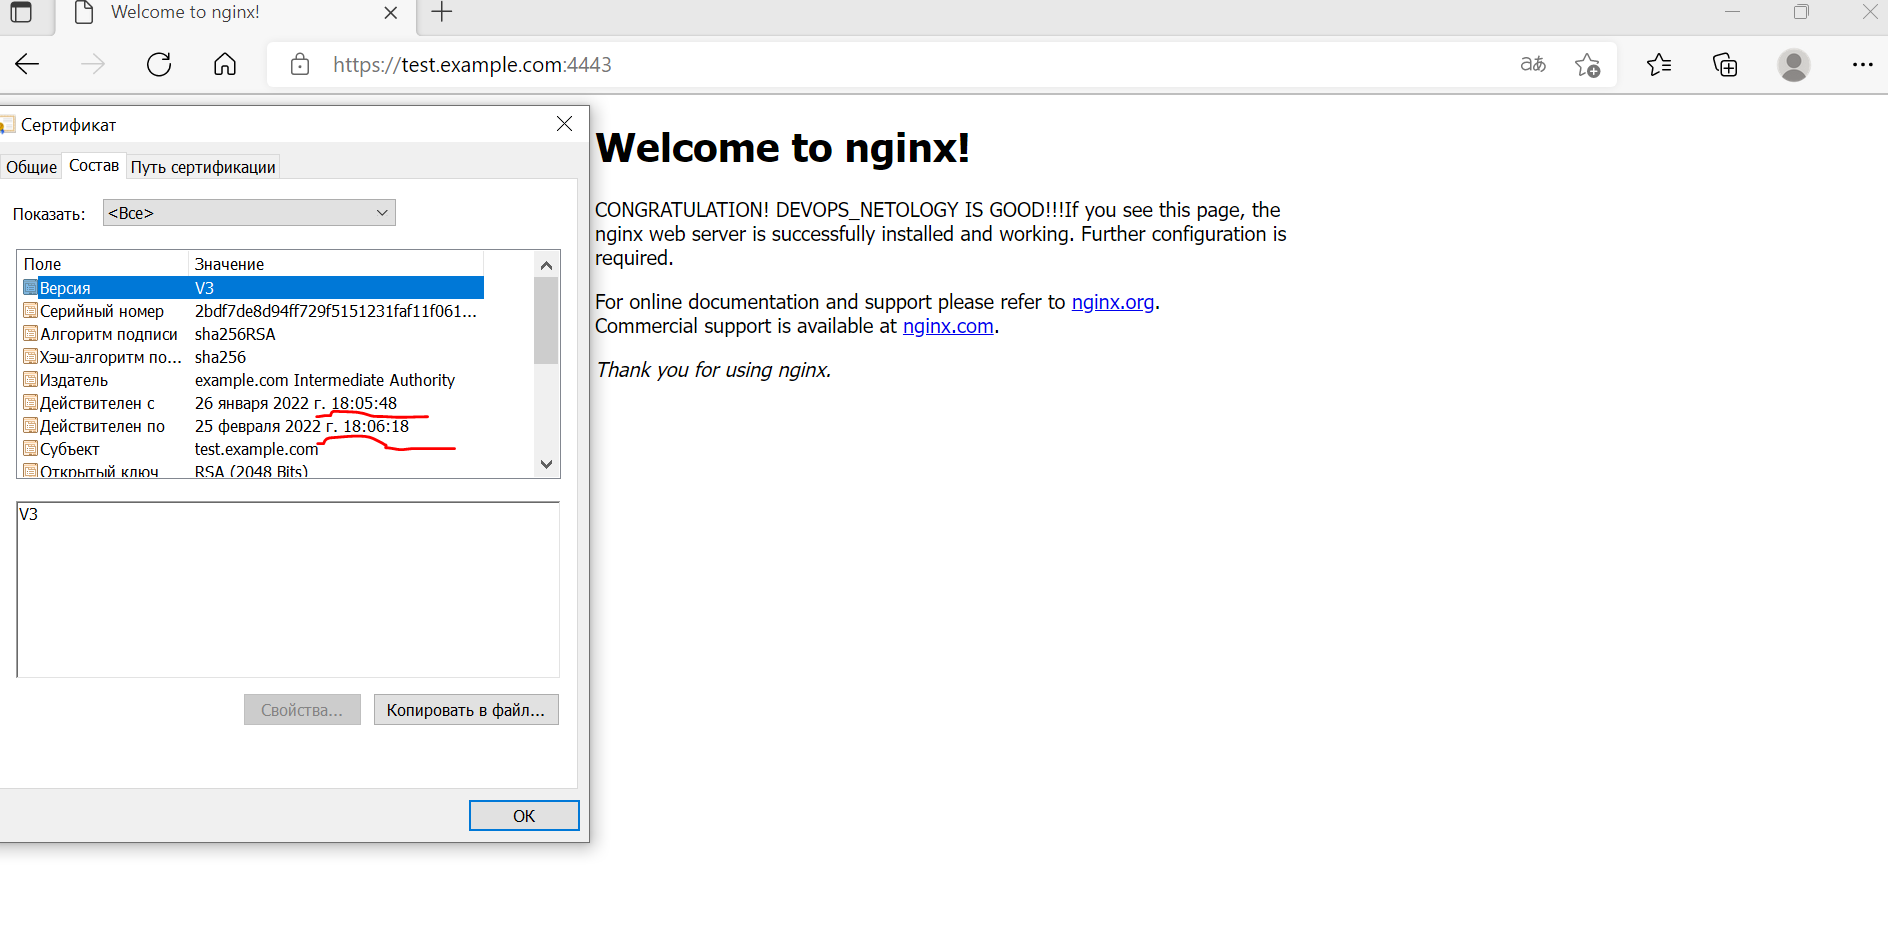 Welcome to nginx!
https://test.example.com:4443
aあ
Сертификат
Общие Состав Путь сертификации
Показать: <Все>
Поле Значение
Версия V3
Серийный номер 2bdf7de8d94ff729f5151231faf11f061...
Алгоритм подписи sha256RSA
Хэш-алгоритм по... sha256
Издатель example.com Intermediate Authority
Действителен с 26 января 2022 г. 18:05:48
Действителен по 25 февраля 2022 г. 18:06:18
Субъект test.example.com
Открытый ключ RSA (2048 Bits)
V3
Свойства... Копировать в файл...
ОК
Welcome to nginx!
CONGRATULATION! DEVOPS_NETOLOGY IS GOOD!!!If you see this page, the
nginx web server is successfully installed and working. Further configuration is
required.
For online documentation and support please refer to nginx.org.
Commercial support is available at nginx.com.
Thank you for using nginx.